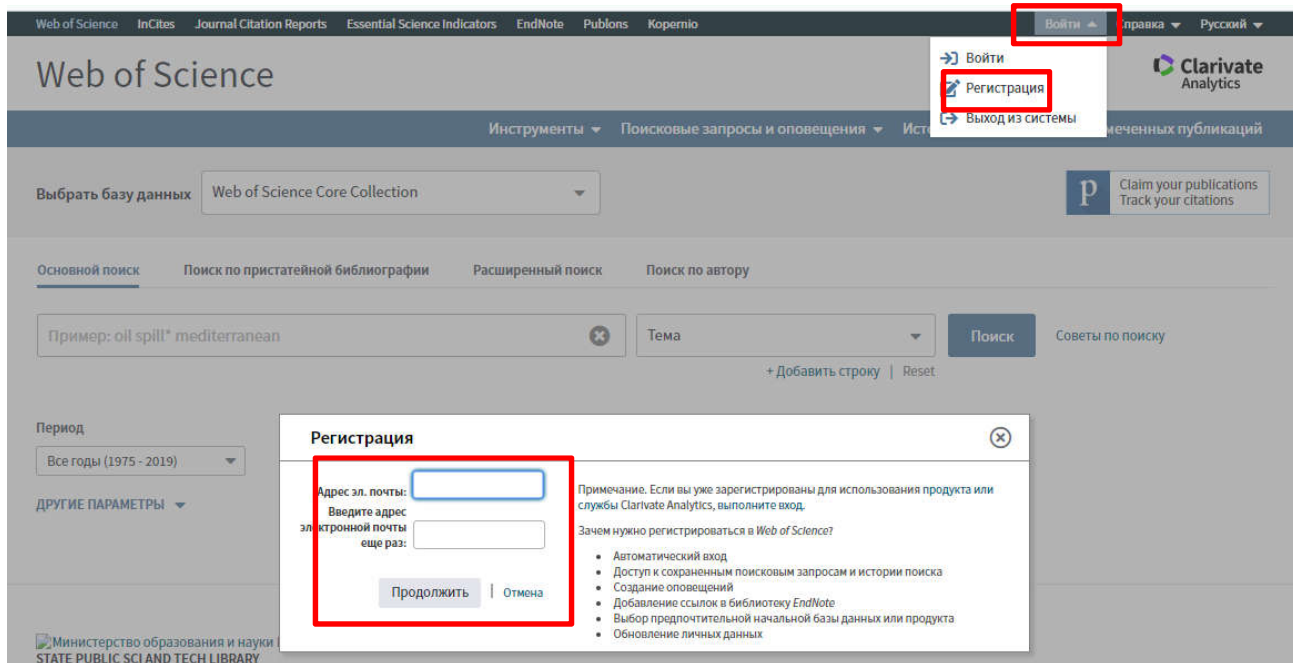 Web of Science InCites Journal Citation Reports Essential Science Indicators EndNote Publons Kopernio Войти Справка Русский
Web of Science
Войти
Регистрация
Выход из системы
Clarivate
Analytics
Инструменты Поисковые запросы и оповещения Ист меченных публикаций
Выбрать базу данных Web of Science Core Collection
Claim your publications
Track your citations
Основной поиск Поиск по пристатейной библиографии Расширенный поиск Поиск по автору
Пример: oil spill* mediterranean Тема Поиск Советы по поиску
+ Добавить строку | Reset
Период
Все годы (1975 - 2019)
ДРУГИЕ ПАРАМЕТРЫ
Регистрация
Адрес эл. почты:
Введите адрес
электронной почты
еще раз:
Продолжить | Отмена
Примечание. Если вы уже зарегистрированы для использования продукта или
службы Clarivate Analytics, выполните вход.
Зачем нужно регистрироваться в Web of Science?
• Автоматический вход
• Доступ к сохраненным поисковым запросам и истории поиска
• Создание оповещений
• Добавление ссылок в библиотеку EndNote
• Выбор предпочтительной начальной базы данных или продукта
• Обновление личных данных
Министерство образования и науки
STATE PUBLIC SCI AND TECH LIBRARY